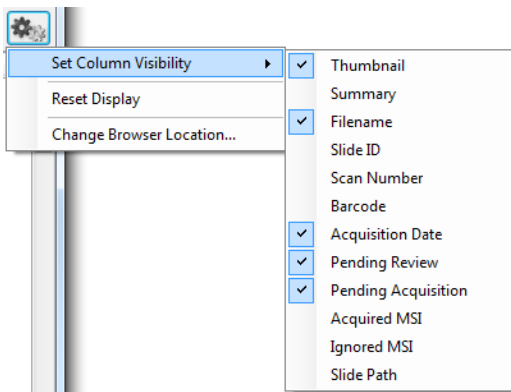 Set Column Visibility
Reset Display
Change Browser Location...
Thumbnail
Summary
Filename
Slide ID
Scan Number
Barcode
Acquisition Date
Pending Review
Pending Acquisition
Acquired MSI
Ignored MSI
Slide Path